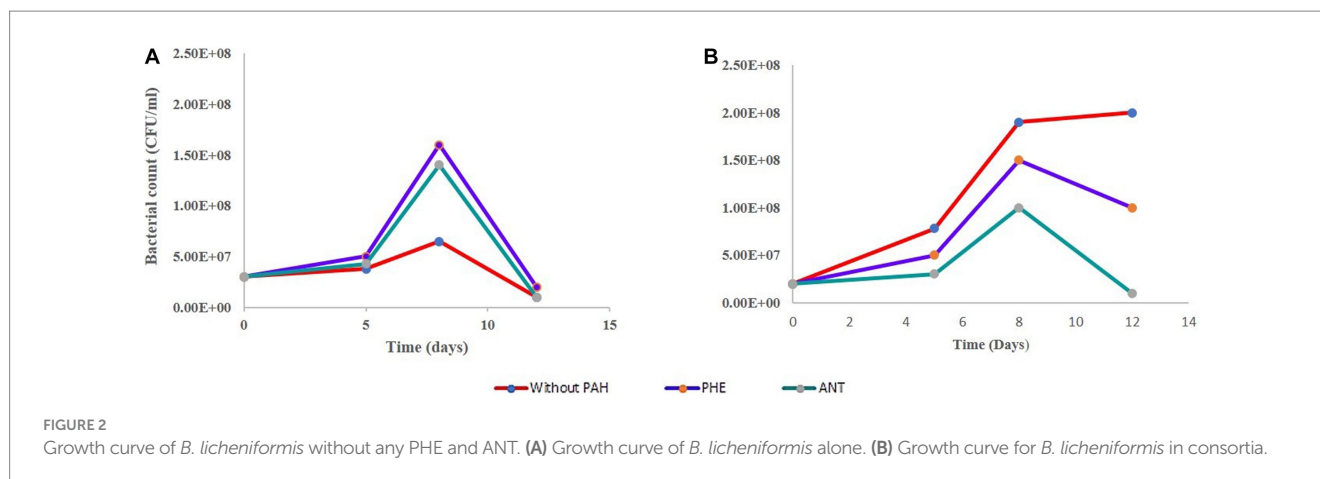 A
2.50E+08
2.00E+08
1.50E+08
1.00E+08
5.00E+07
0.00E+00
Bacterial count (CFU/ml)
0 5 10 15
Time (days)
B
2.50E+08
2.00E+08
1.50E+08
1.00E+08
5.00E+07
0.00E+00
0 2 4 6 8 10 12 14
Time (Days)
Without PAH PHE ANT
FIGURE 2
Growth curve of B. licheniformis without any PHE and ANT. (A) Growth curve of B. licheniformis alone. (B) Growth curve for B. licheniformis in consortia.